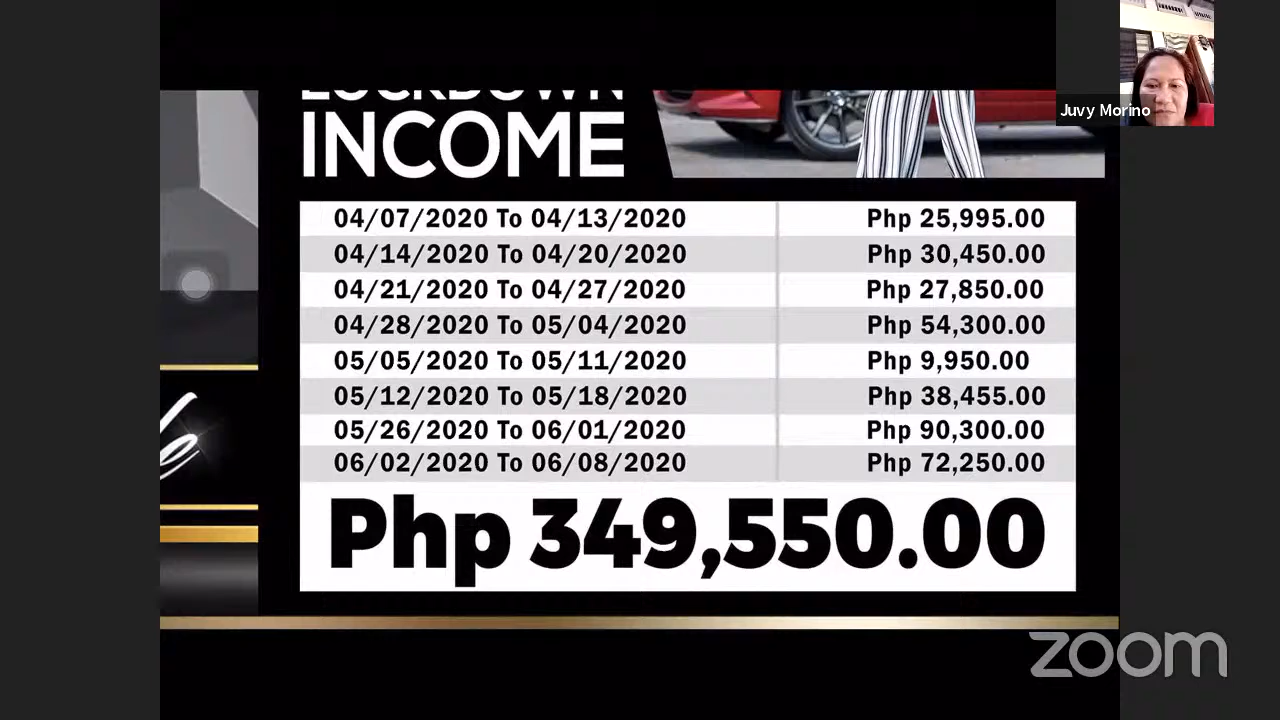 LOCKDOWN
INCOME
Juvy Morino
04/07/2020 To 04/13/2020 Php 25,995.00
04/14/2020 To 04/20/2020 Php 30,450.00
04/21/2020 To 04/27/2020 Php 27,850.00
04/28/2020 To 05/04/2020 Php 54,300.00
05/05/2020 To 05/11/2020 Php 9,950.00
05/12/2020 To 05/18/2020 Php 38,455.00
05/26/2020 To 06/01/2020 Php 90,300.00
06/02/2020 To 06/08/2020 Php 72,250.00
Php 349,550.00
zoom